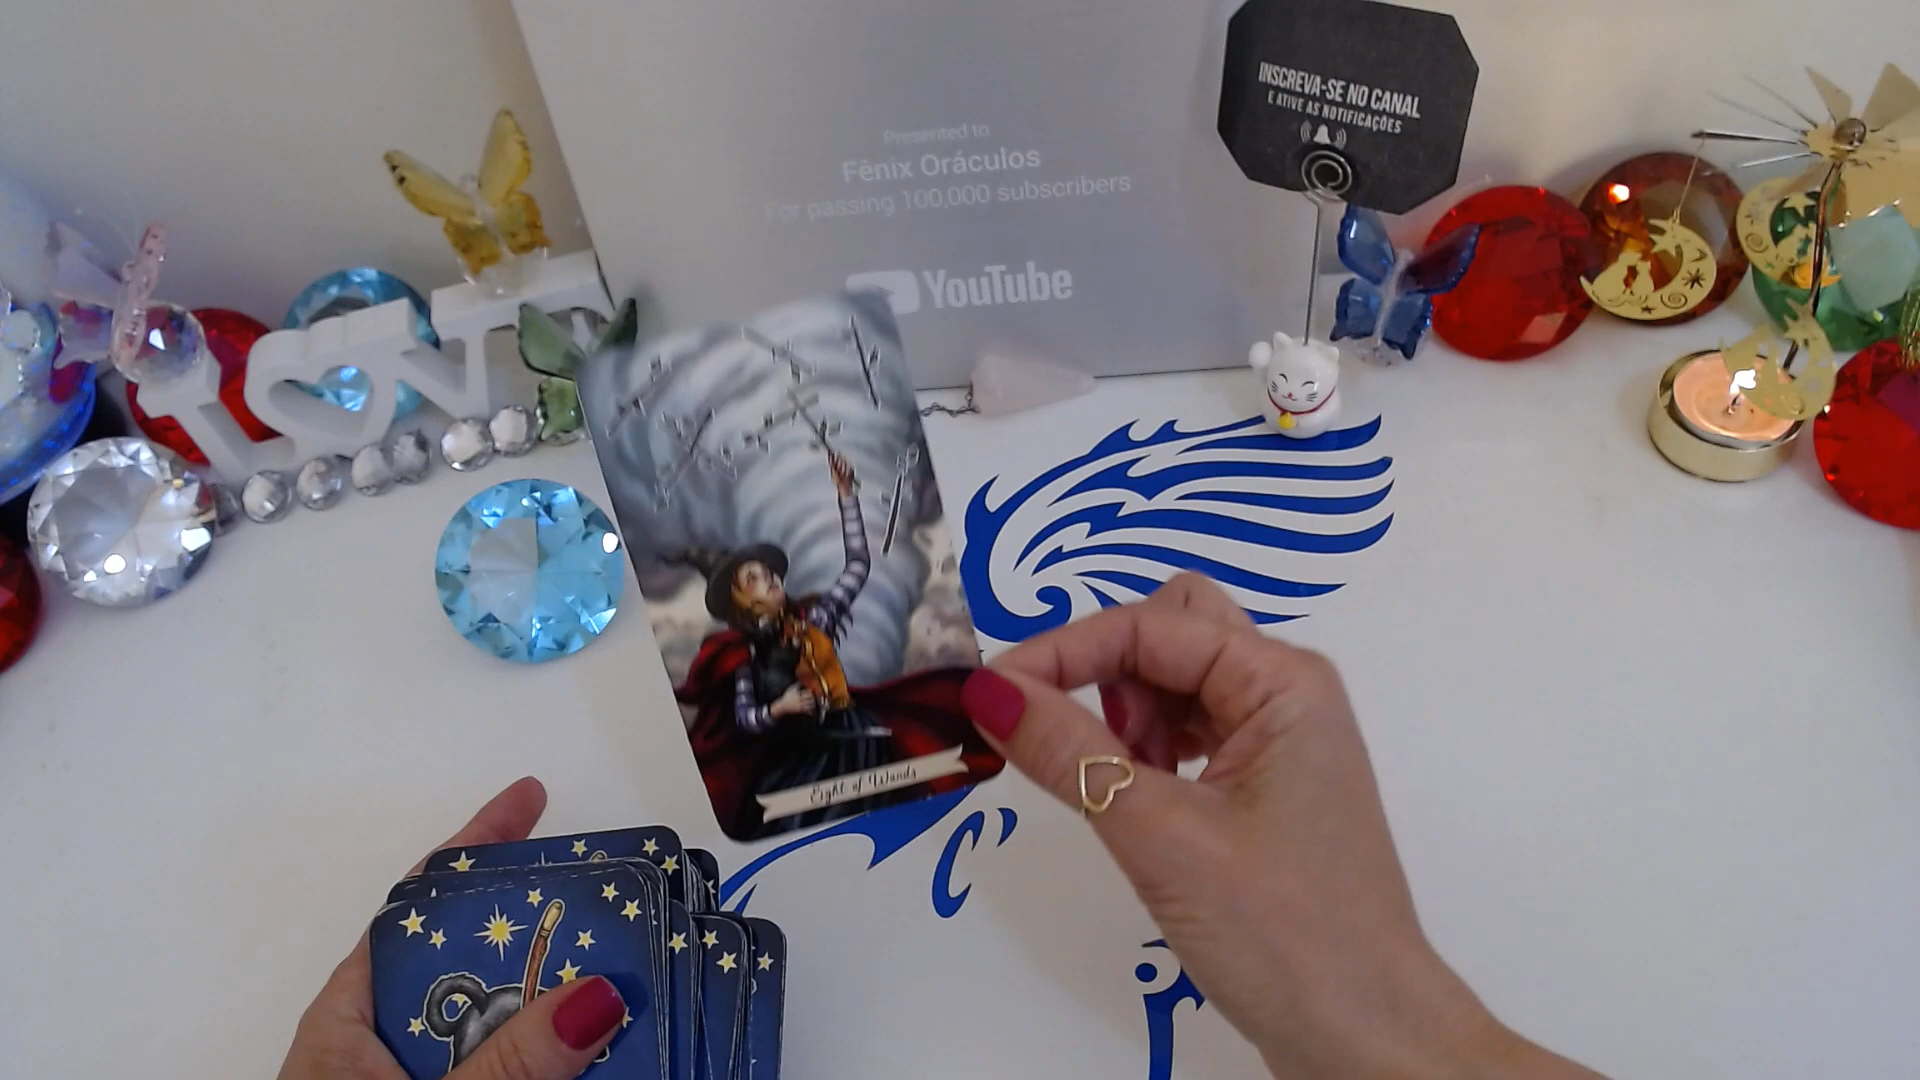 INSCREVA-SE NO CANAL
E ATIVE AS NOTIFICAÇÕES
Presented to
Fênix Oráculos
For passing 100,000 subscribers
YouTube
LOVE
Eight of Wands